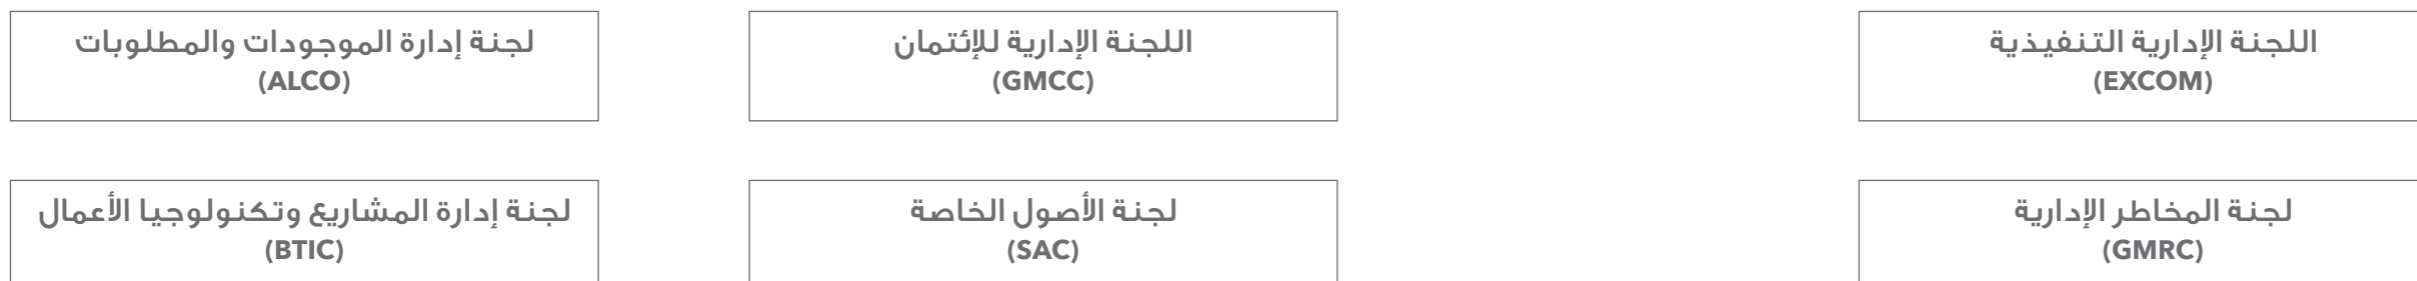 اللجنة الإدارية التنفيذية
(EXCOM)
اللجنة الإدارية للإئتمان
(GMCC)
لجنة إدارة الموجودات والمطلوبات
(ALCO)
لجنة المخاطر الإدارية
(GMRC)
لجنة الأصول الخاصة
(SAC)
لجنة إدارة المشاريع وتكنولوجيا الأعمال
(BTIC)